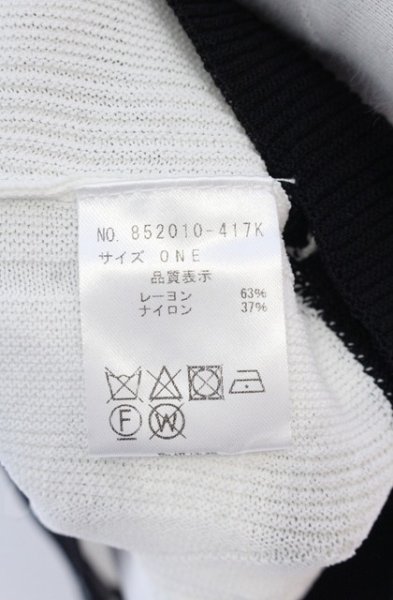 NO. 852010-417K
サイズ ONE
品質表示
レーヨン 63%
ナイロン 37%
F W